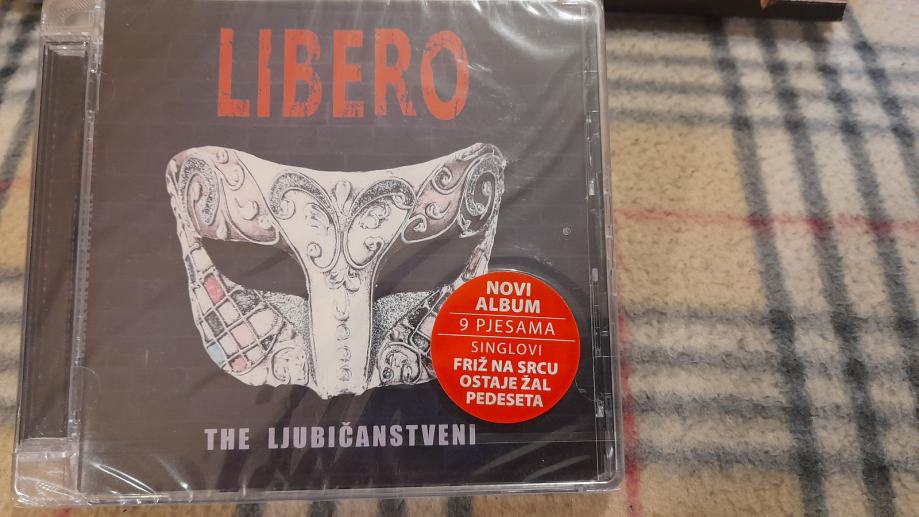 LIBERO
NOVI
ALBUM
9 PJESAMA
SINGLOVI
FRIŽ NA SRCU
OSTAJE ŽAL
PEDESETA
THE LJUBIČANSTVENI